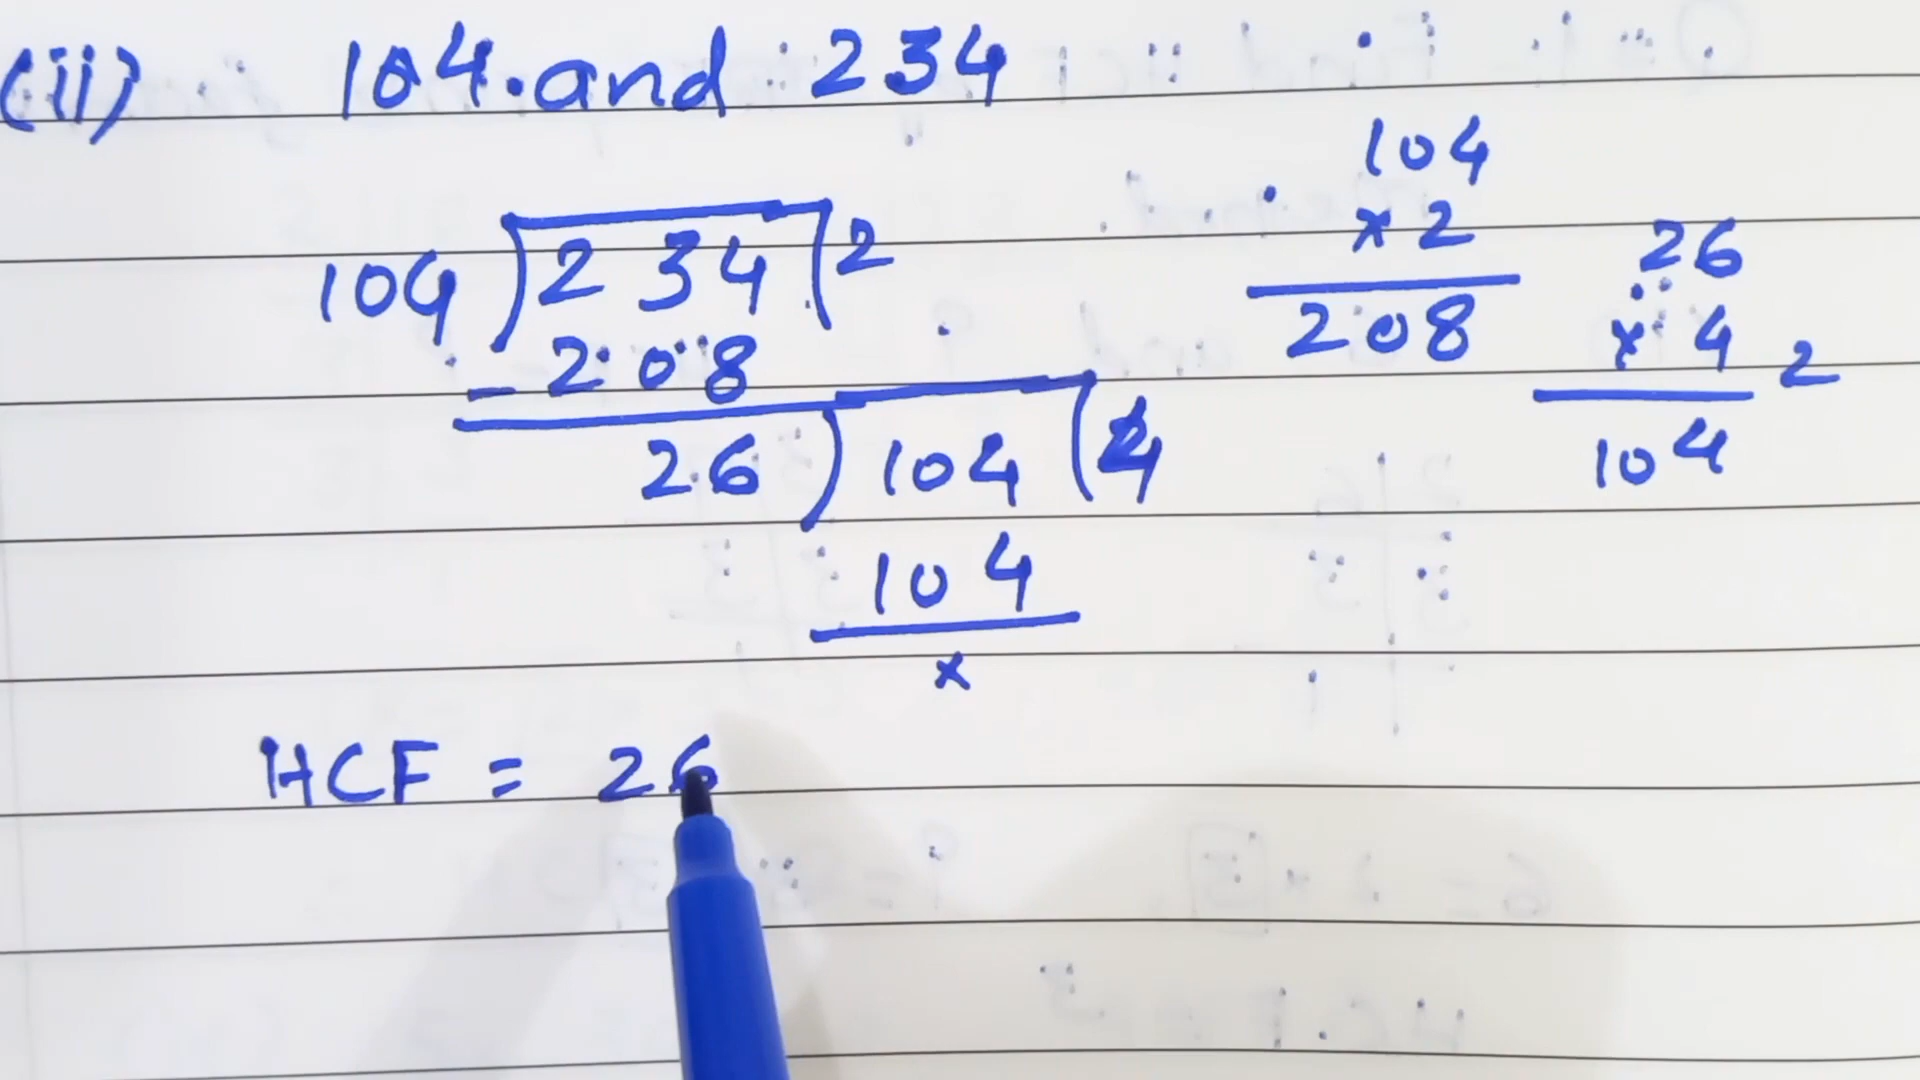 (ii) 104 and 234
104 ) 234 ( 2
- 208
26 ) 104 ( 4
104
x
HCF = 26
104
x 2
208
26
x 4
2
104